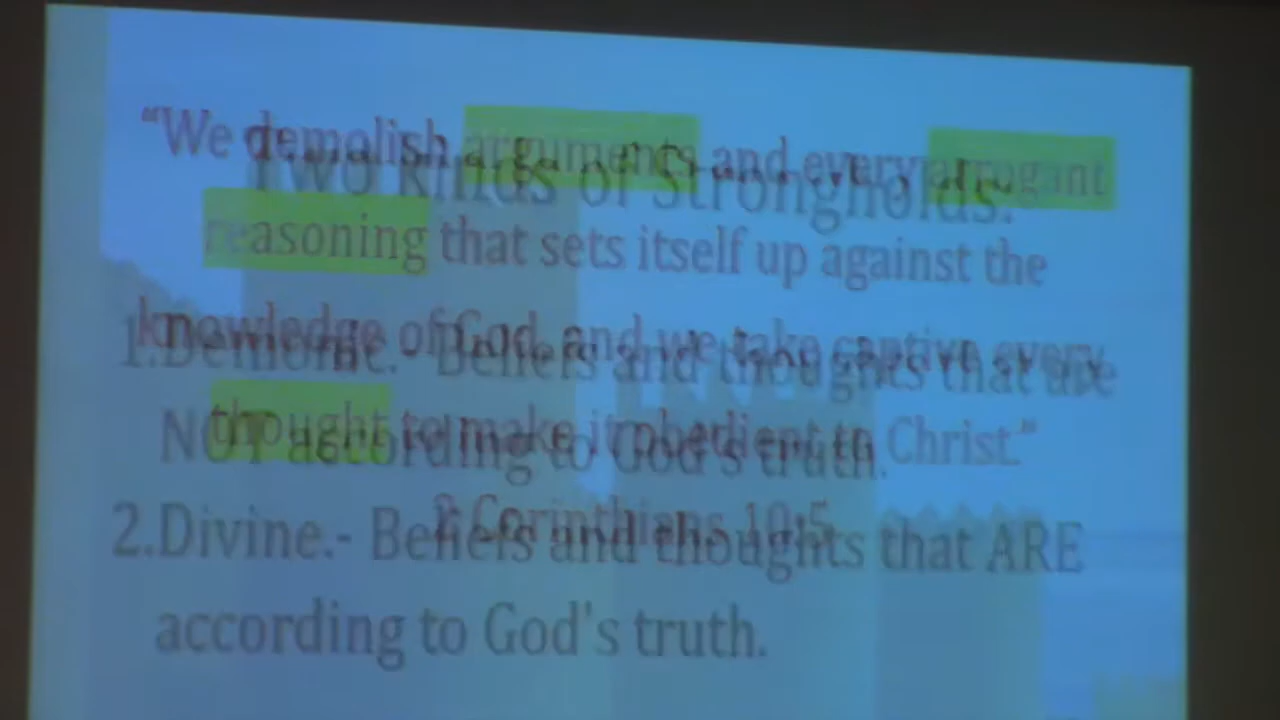 “We demolish arguments and every arrogant
reasoning that sets itself up against the
knowledge of God, and we take captive every
thought to make it obedient to Christ.”
2 Corinthians 10:5
Two kinds of Strongholds:
1.Demonic.- Beliefs and thoughts that are
NOT according to God's truth.
2.Divine.- Beliefs and thoughts that ARE
according to God's truth.